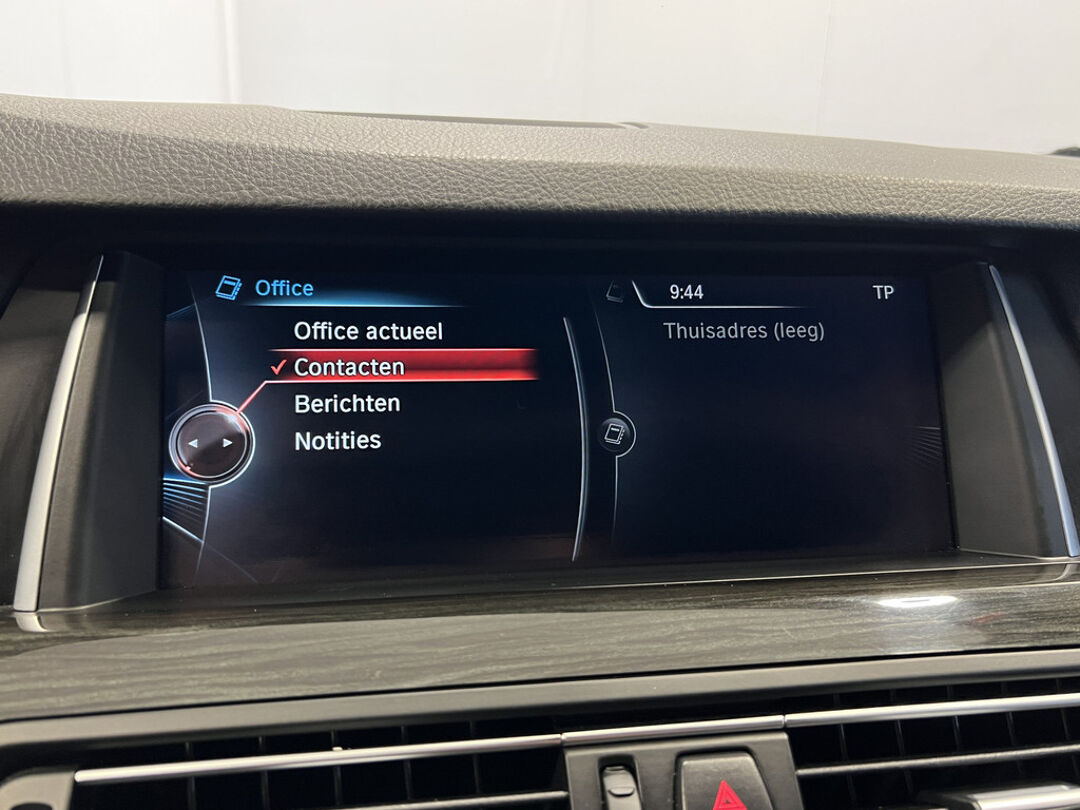 Office
Office actueel
Contacten
Berichten
Notities
9:44
TP
Thuisadres (leeg)